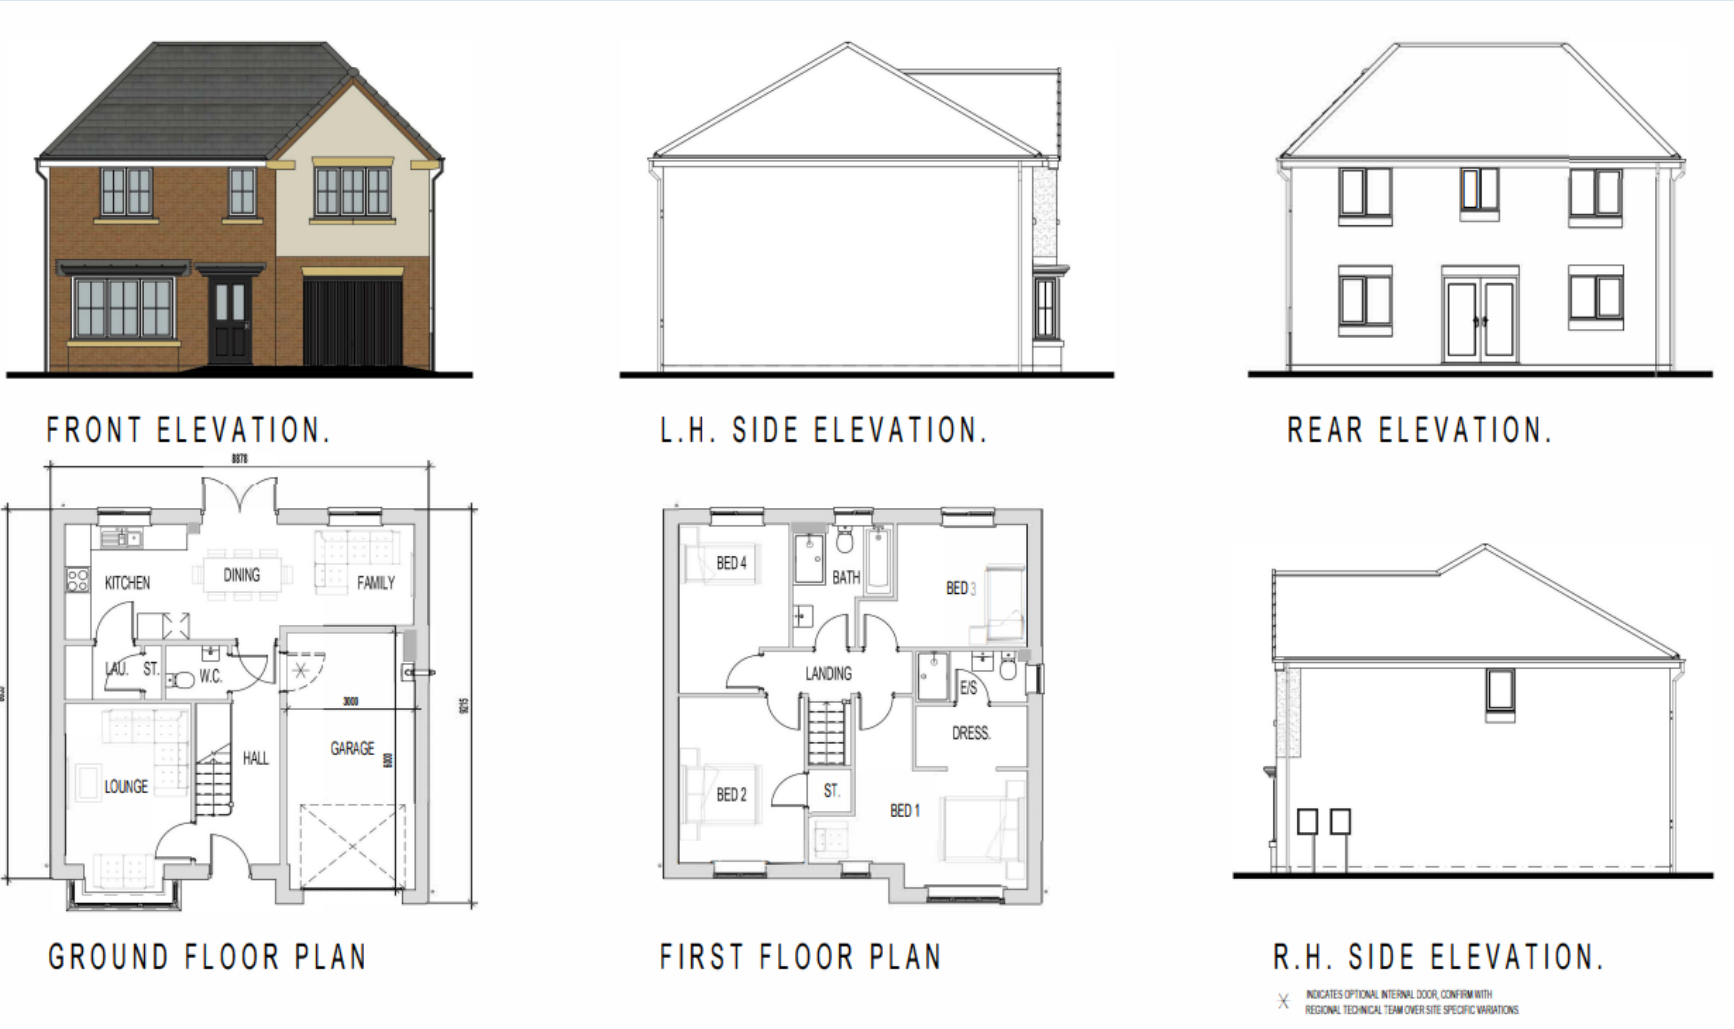 FRONT ELEVATION.
L.H. SIDE ELEVATION.
REAR ELEVATION.
8878
KITCHEN
DINING
FAMILY
LAU.
ST.
W.C.
3000
9215
HALL
GARAGE
6000
LOUNGE
BED 4
BATH
BED 3
LANDING
E/S
DRESS.
BED 2
ST.
BED 1
GROUND FLOOR PLAN
FIRST FLOOR PLAN
R.H. SIDE ELEVATION.
INDICATES OPTIONAL INTERNAL DOOR, CONFIRM WITH
REGIONAL TECHNICAL TEAM OVER SITE SPECIFIC VARIATIONS.